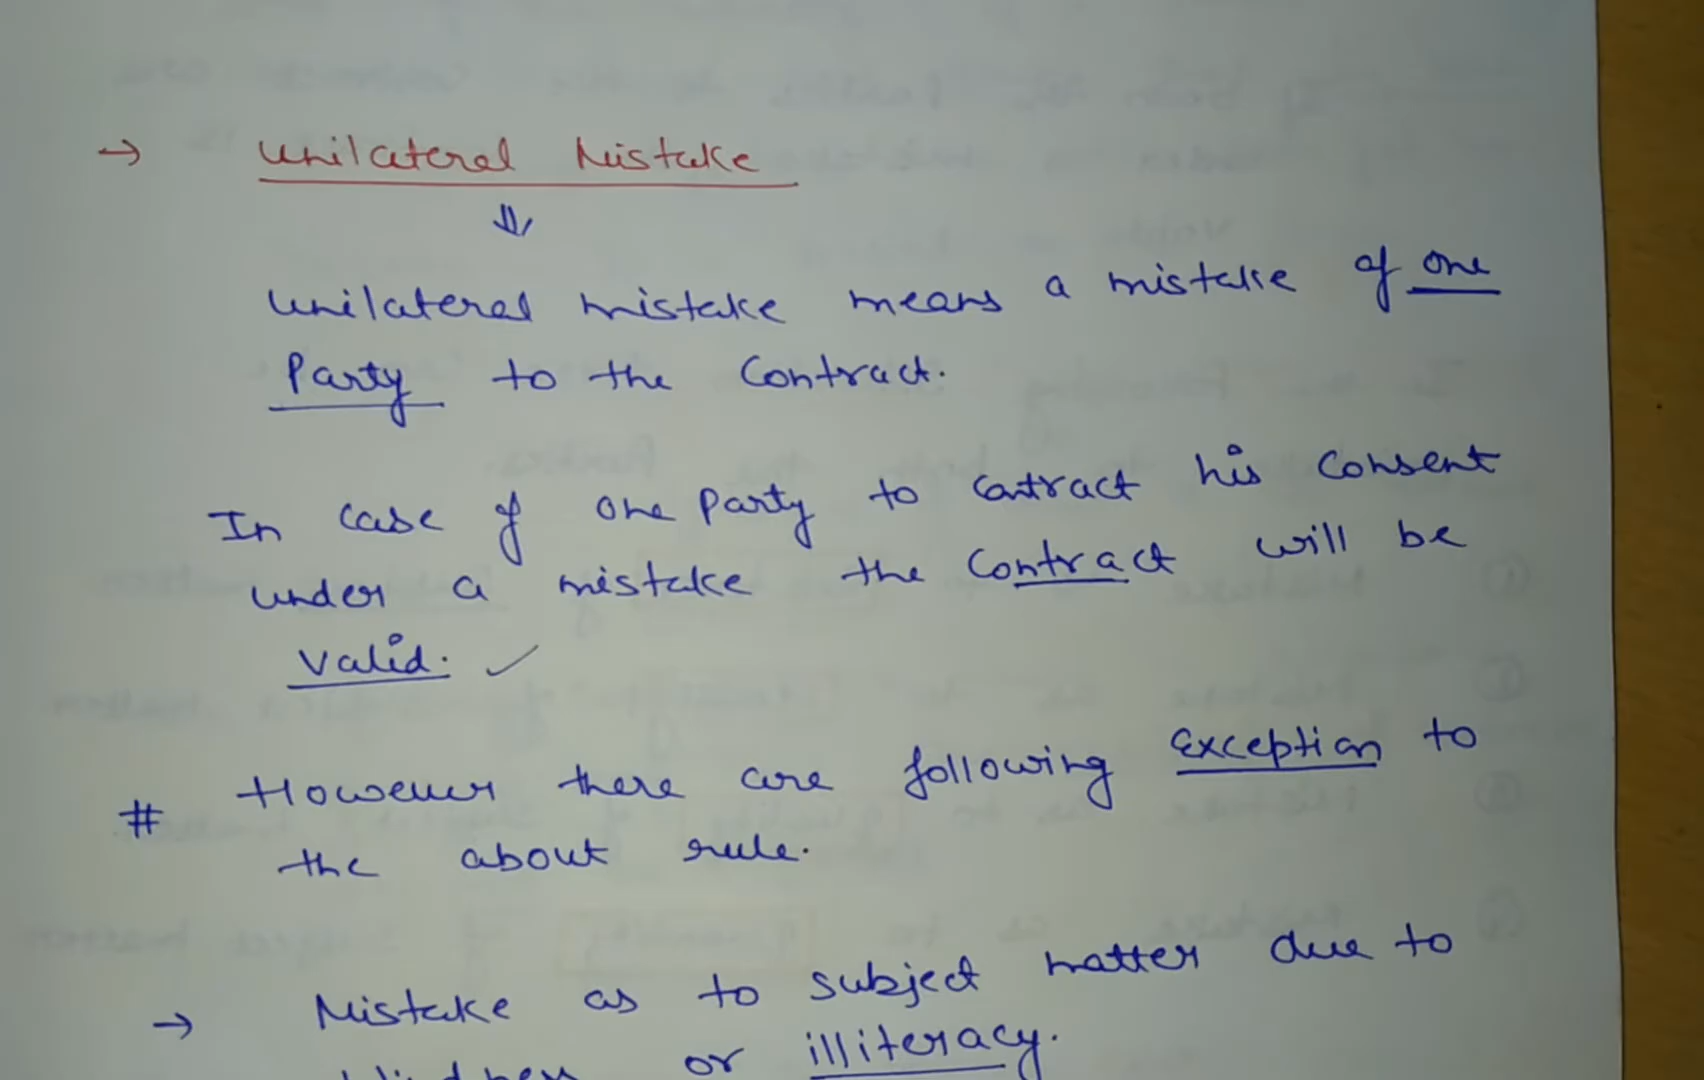 → Unilateral Mistake
⇓
Unilateral mistake means a mistake of one
Party to the Contract.
In case of one party to contract his consent
under a mistake the contract will be
valid. ✓
# However there are following exception to
the about rule.
→ Mistake as to subject matter due to
or illiteracy.